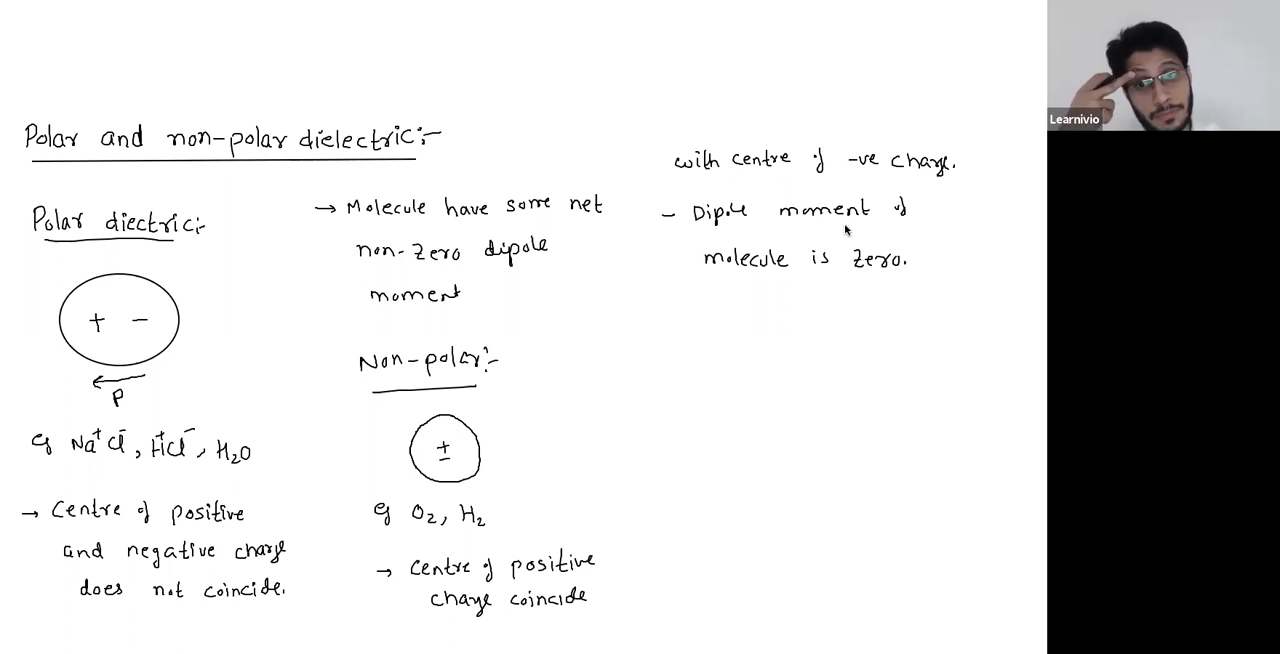 Polar and non-polar dielectric:-
Polar diectric:-
+ -
P
eg Na⁺Cl⁻, H⁺Cl⁻, H₂O
→ Centre of positive
and negative charge
does not coincide.
→ Molecule have some net
non-zero dipole
moment
Non-polar:-
±
eg O₂, H₂
→ Centre of positive
charge coincide
with centre of -ve charge.
- Dipole moment of
molecule is zero.
Learnivio